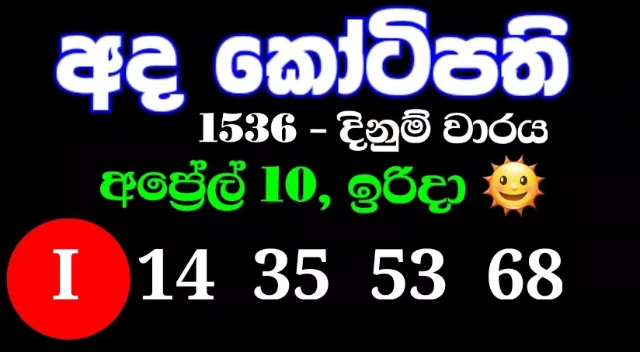 අද කෝටිපති
1536 - දිනුම් වාරය
අප්‍රේල් 10, ඉරිදා
I 14 35 53 68